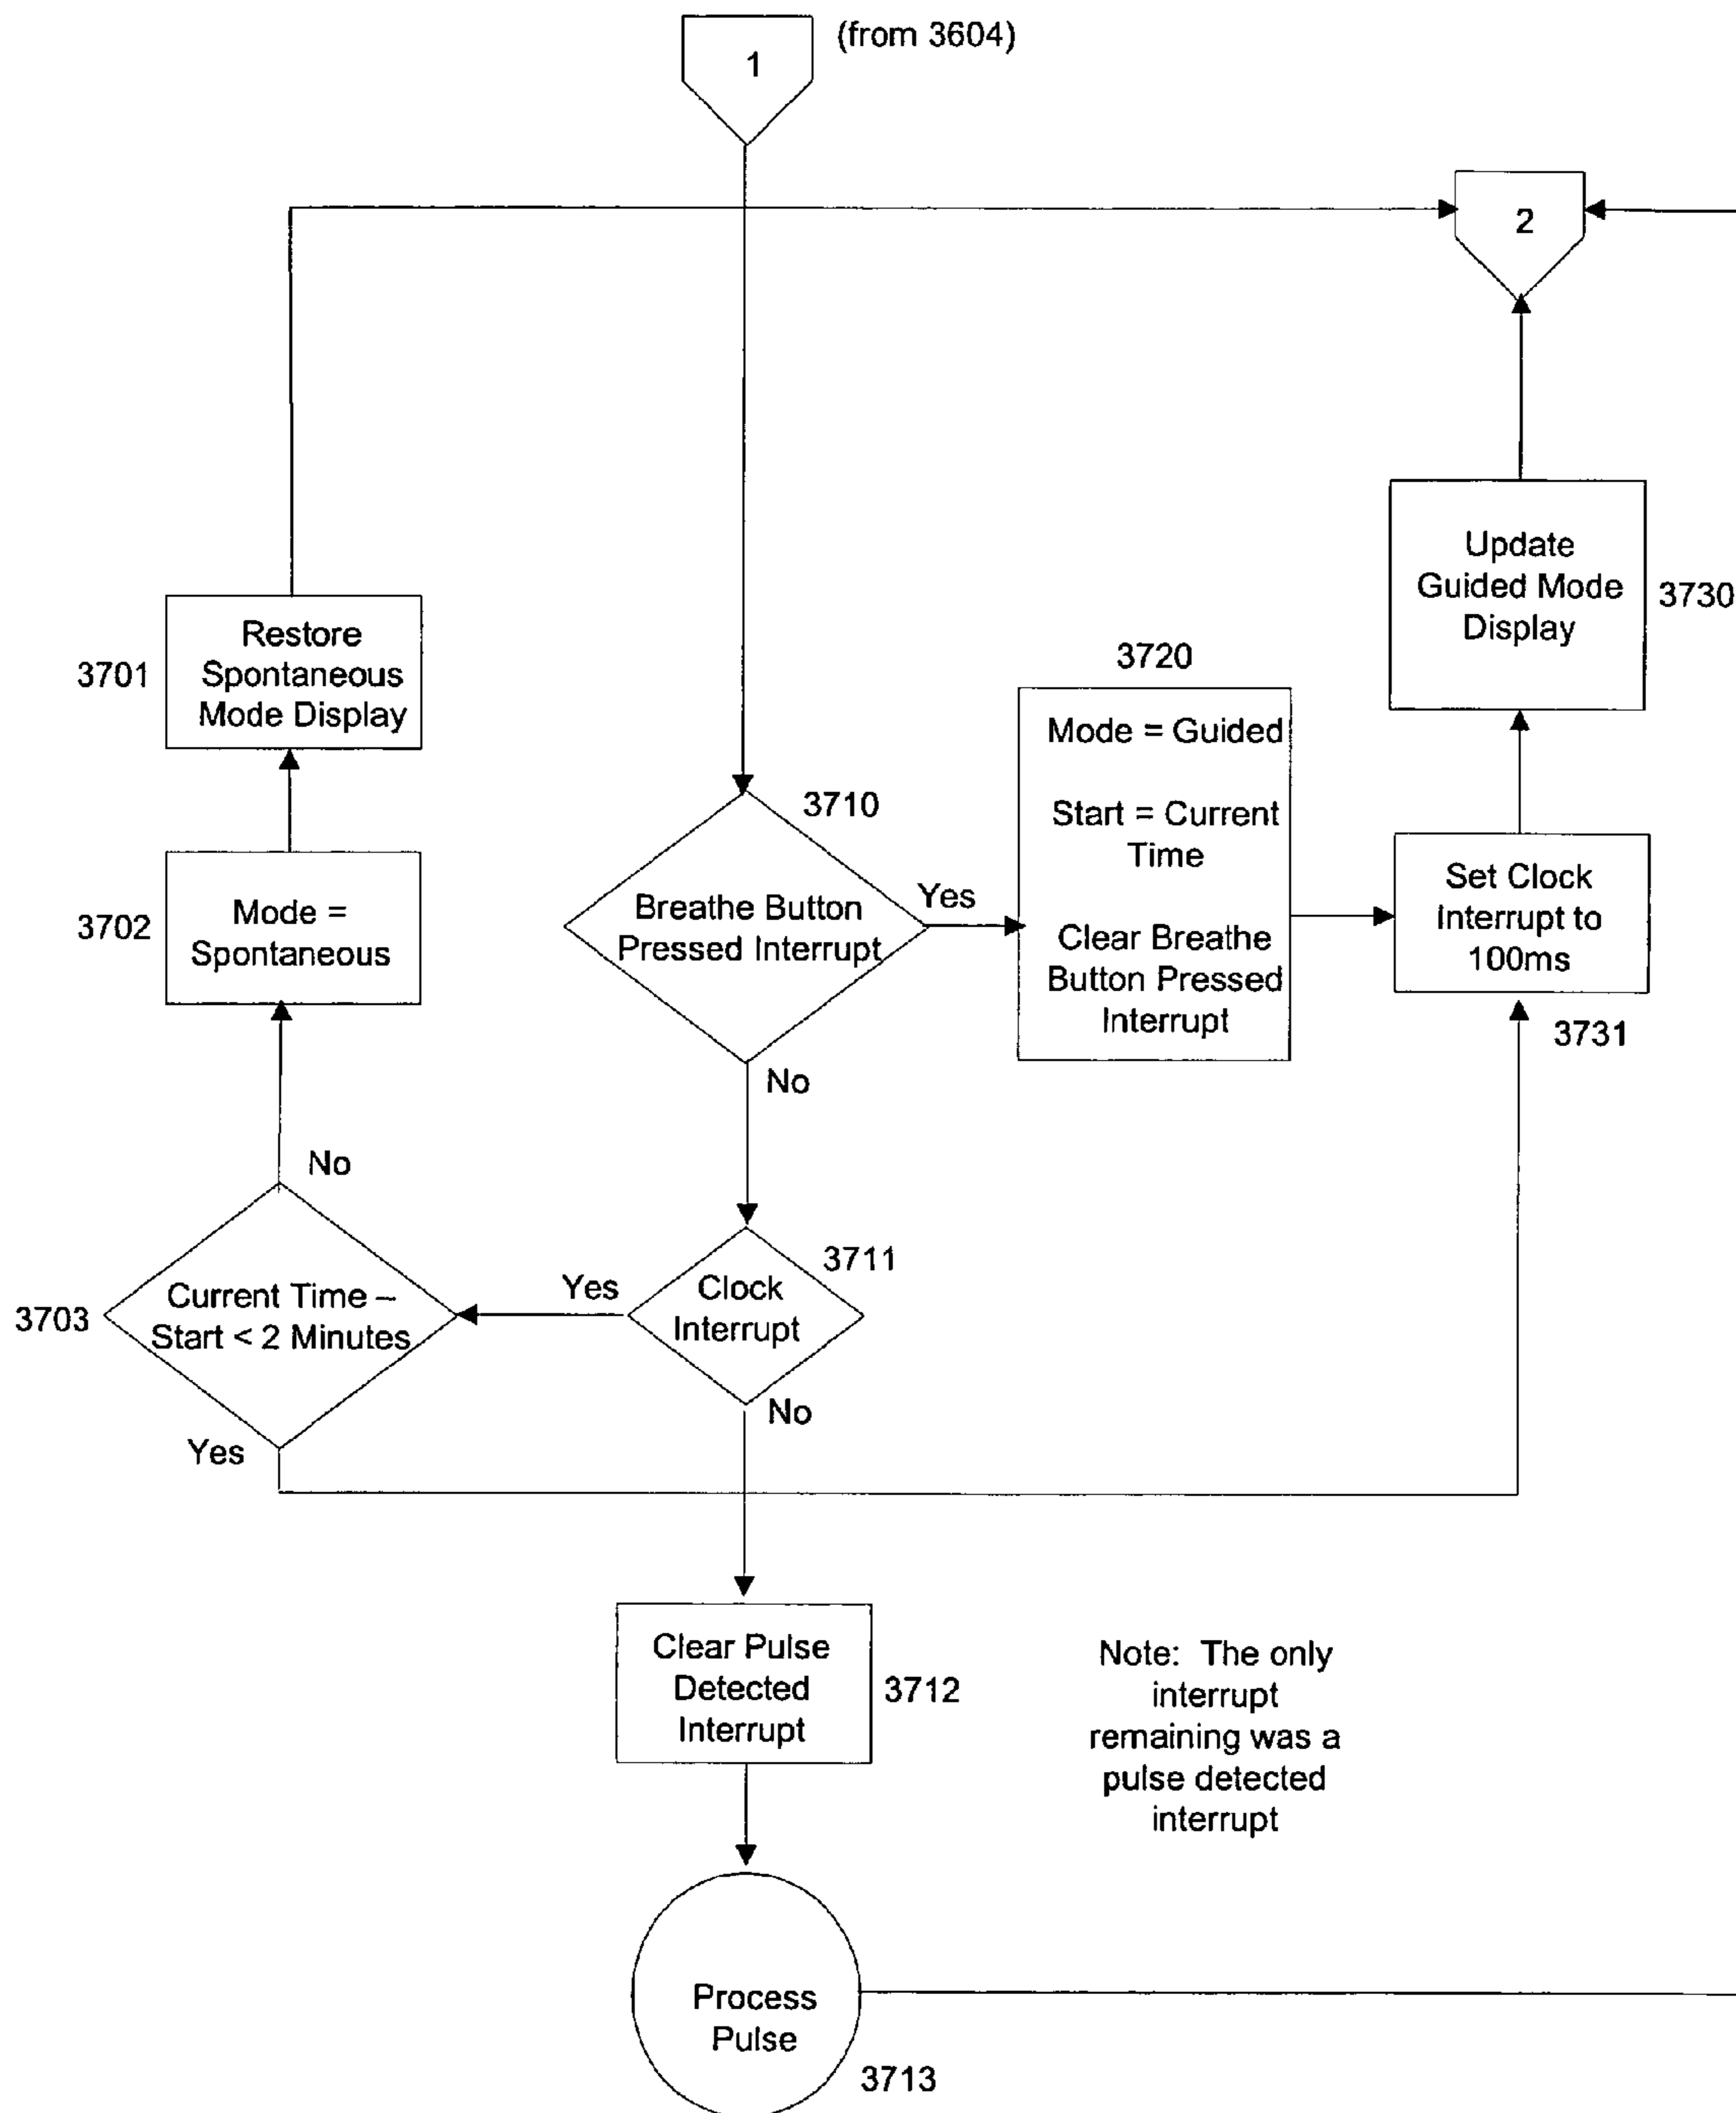 (from 3604)
1
2
Update
Guided Mode
Display
3730
Restore
Spontaneous
Mode Display
3701
3720
Mode = Guided
Start = Current
Time
Clear Breathe
Button Pressed
Interrupt
3710
Breathe Button
Pressed Interrupt
Yes
No
Set Clock
Interrupt to
100ms
3731
Mode =
Spontaneous
3702
No
3703
Current Time –
Start < 2 Minutes
Yes
Yes
3711
Clock
Interrupt
No
Clear Pulse
Detected
Interrupt
3712
Note: The only
interrupt
remaining was a
pulse detected
interrupt
Process
Pulse
3713